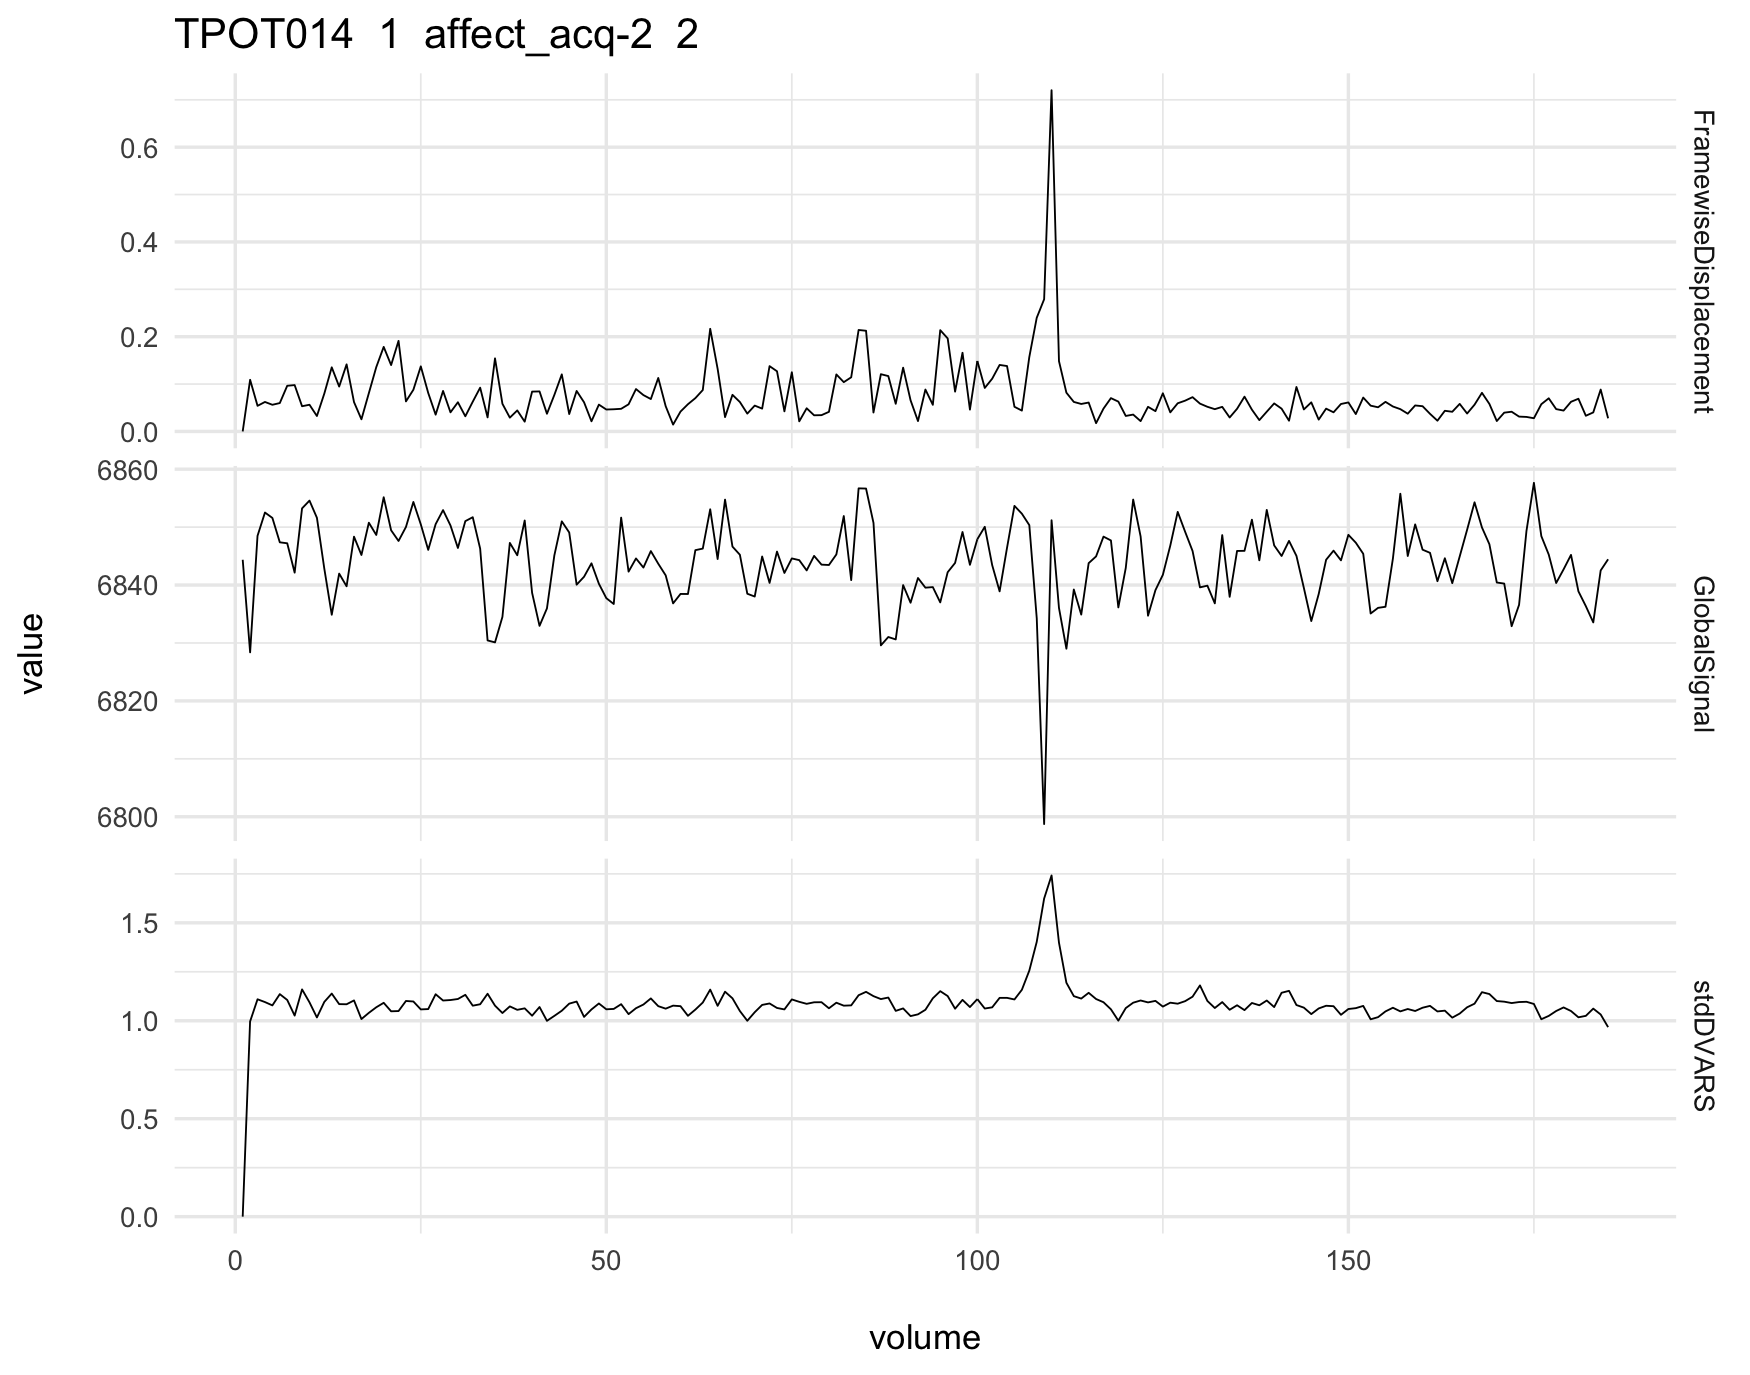 TPOT014 1 affect_acq-2 2
0.6
0.4
0.2
0.0
FramewiseDisplacement
6860
6840
6820
6800
GlobalSignal
value
1.5
1.0
0.5
0.0
stdDVARS
0 50 100 150
volume